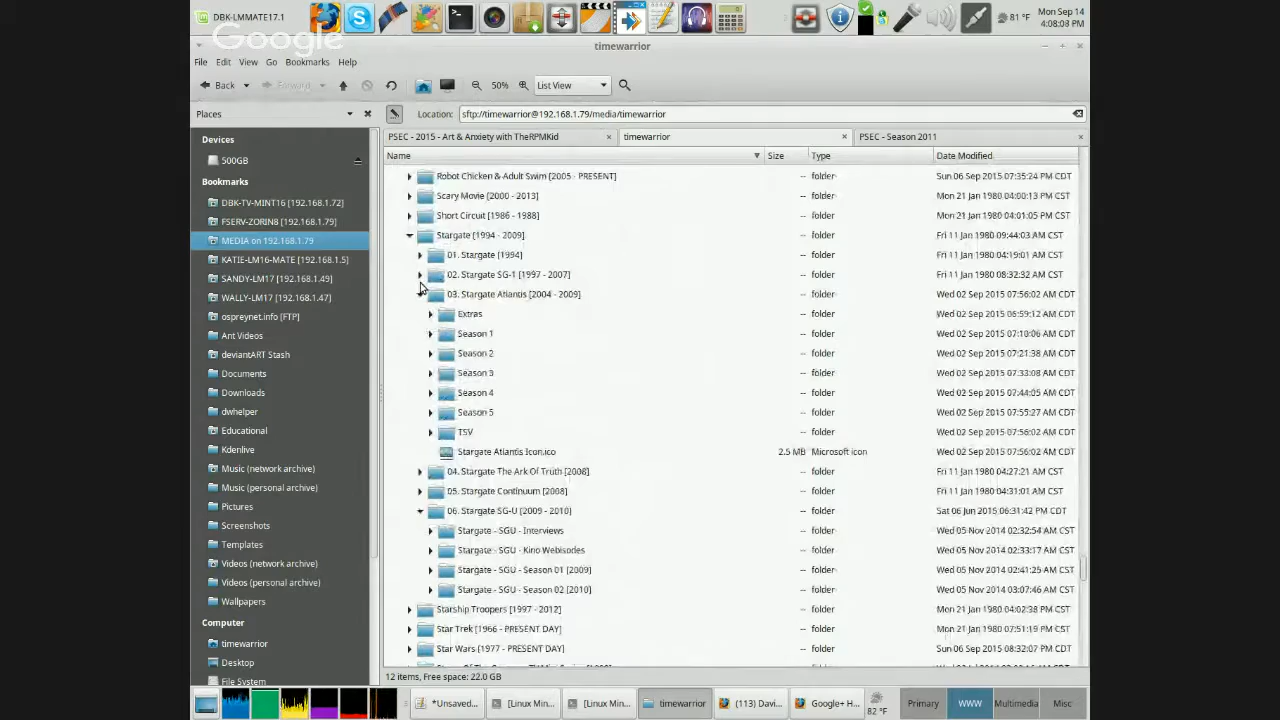 DBK-LMMATE17.1
81 °F
Mon Sep 14
4:08:08 PM
Google+
timewarrior
File Edit View Go Bookmarks Help
Back Forward 50% List View
Places Location: sftp://timewarrior@192.168.1.79/media/timewarrior
PSEC - 2015 - Art & Anxiety with TheRPMKid timewarrior PSEC - Season 2011
Name Size Type Date Modified
Devices
500GB
Bookmarks
DBK-TV-MINT16 [192.168.1.72]
FSERV-ZORIN8 [192.168.1.79]
MEDIA on 192.168.1.79
KATIE-LM16-MATE [192.168.1.5]
SANDY-LM17 [192.168.1.49]
WALLY-LM17 [192.168.1.47]
ospreynet.info [FTP]
Ant Videos
deviantART Stash
Documents
Downloads
dwhelper
Educational
Kdenlive
Music (network archive)
Music (personal archive)
Pictures
Screenshots
Templates
Videos (network archive)
Videos (personal archive)
Wallpapers
Computer
timewarrior
Desktop
File System
Robot Chicken & Adult Swim [2005 - PRESENT] -- folder Sun 06 Sep 2015 07:35:24 PM CDT
Scary Movie [2000 - 2013] -- folder Mon 21 Jan 1980 04:00:13 PM CDT
Short Circuit [1986 - 1988] -- folder Mon 21 Jan 1980 04:01:05 PM CDT
Stargate [1994 - 2009] -- folder Fri 11 Jan 1980 09:44:03 AM CDT
01. Stargate [1994] -- folder Fri 11 Jan 1980 04:19:01 AM CDT
02. Stargate SG-1 [1997 - 2007] -- folder Fri 11 Jan 1980 08:32:32 AM CDT
03. Stargate Atlantis [2004 - 2009] -- folder Wed 02 Sep 2015 07:56:02 AM CDT
Extras -- folder Wed 02 Sep 2015 06:59:12 AM CDT
Season 1 -- folder Wed 02 Sep 2015 07:10:06 AM CDT
Season 2 -- folder Wed 02 Sep 2015 07:21:38 AM CDT
Season 3 -- folder Wed 02 Sep 2015 07:33:08 AM CDT
Season 4 -- folder Wed 02 Sep 2015 07:44:05 AM CDT
Season 5 -- folder Wed 02 Sep 2015 07:55:27 AM CDT
TSV -- folder Wed 02 Sep 2015 07:56:02 AM CDT
Stargate Atlantis Icon.ico 2.5 MB Microsoft icon Wed 02 Sep 2015 07:56:02 AM CDT
04. Stargate The Ark Of Truth [2008] -- folder Fri 11 Jan 1980 04:27:21 AM CDT
05. Stargate Continuum [2008] -- folder Fri 11 Jan 1980 04:31:01 AM CDT
06. Stargate SG-U [2009 - 2010] -- folder Sat 06 Jun 2015 06:31:42 PM CDT
Stargate - SGU - Interviews -- folder Wed 05 Nov 2014 02:32:54 AM CST
Stargate - SGU - Kino Webisodes -- folder Wed 05 Nov 2014 02:33:17 AM CST
Stargate - SGU - Season 01 [2009] -- folder Wed 05 Nov 2014 02:41:25 AM CST
Stargate - SGU - Season 02 [2010] -- folder Wed 05 Nov 2014 03:07:46 AM CST
Starship Troopers [1997 - 2012] -- folder Mon 21 Jan 1980 04:02:38 PM CST
Star Trek [1966 - PRESENT DAY] -- folder Mon 21 Jan 1980 07:51:19 PM CDT
Star Wars [1977 - PRESENT DAY] -- folder Sun 06 Sep 2015 08:32:07 PM CDT
12 items, Free space: 22.0 GB
*Unsaved... [Linux Min... [Linux Min... timewarrior (113) Davi... Google+ H... 82 °F Primary WWW Multimedia Misc